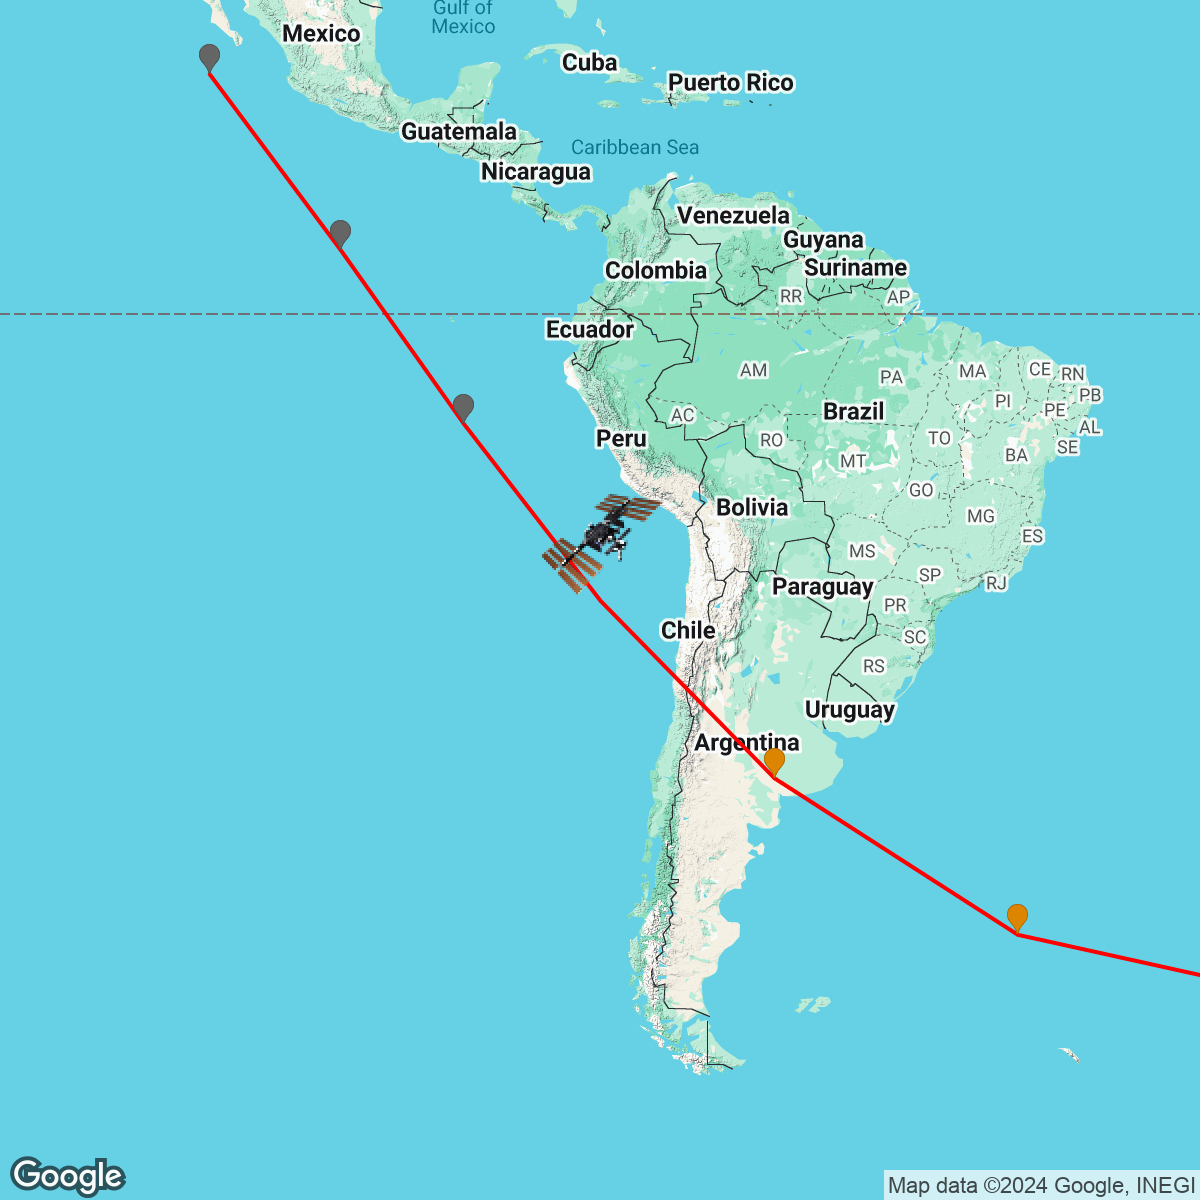 Gulf of
Mexico
Mexico
Cuba
Puerto Rico
Guatemala
Caribbean Sea
Nicaragua
Venezuela
Guyana
Colombia
Suriname
RR
AP
Ecuador
AM
PA
MA
CE
RN
PI
PB
AC
Brazil
PE
AL
Peru
RO
TO
SE
MT
BA
GO
Bolivia
MG
ES
MS
SP
Paraguay
RJ
PR
Chile
SC
RS
Uruguay
Argentina
Google
Map data ©2024 Google, INEGI